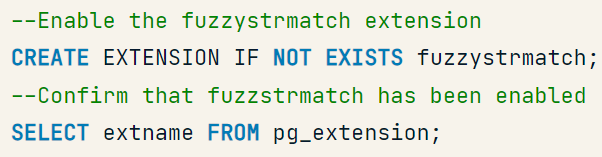 --Enable the fuzzystrmatch extension
CREATE EXTENSION IF NOT EXISTS fuzzystrmatch;
--Confirm that fuzzstrmatch has been enabled
SELECT extname FROM pg_extension;